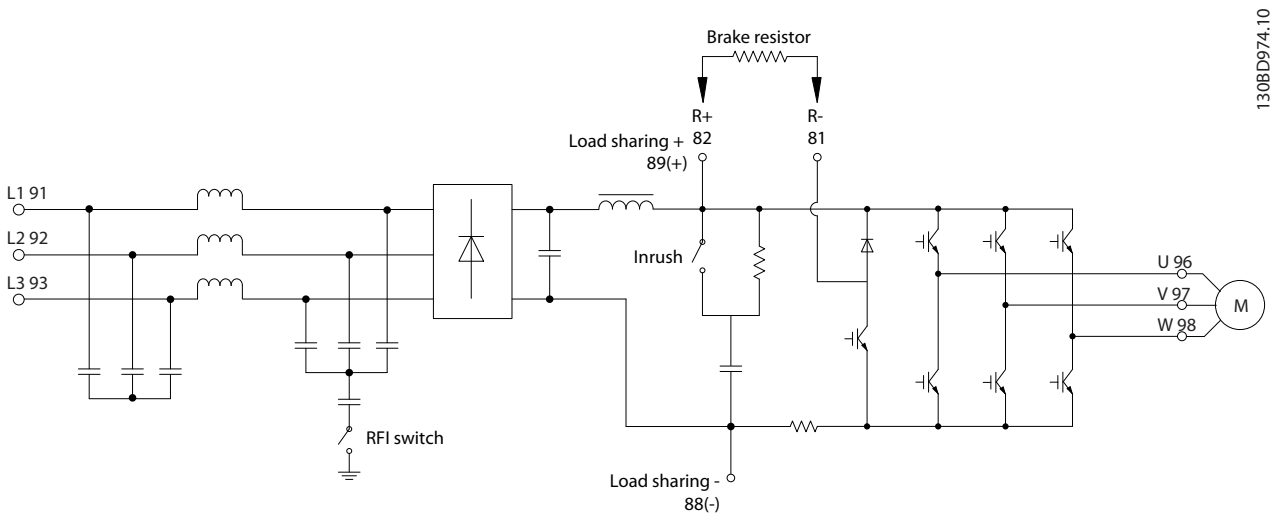 130BD974.10
Brake resistor
R+
82
R-
81
Load sharing +
89(+)
L1 91
L2 92
L3 93
Inrush
U 96
V 97
W 98
M
RFI switch
Load sharing -
88(-)